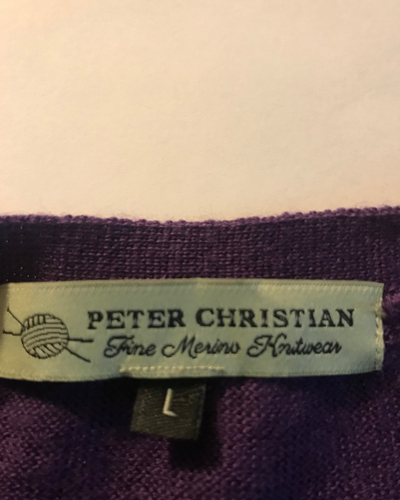 PETER CHRISTIAN
Fine Merino Knitwear
L